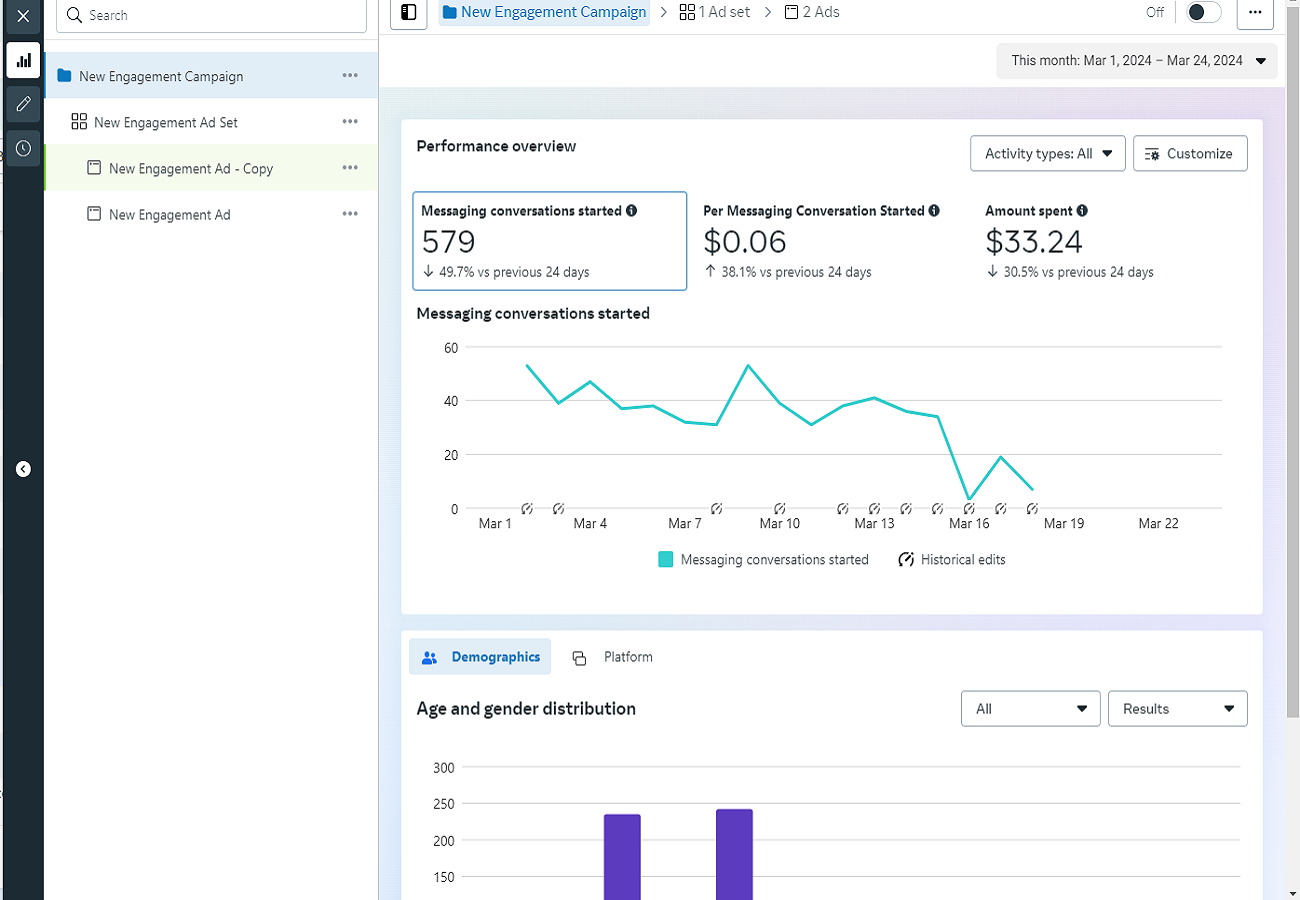 Search
New Engagement Campaign > 1 Ad set > 2 Ads
Off
This month: Mar 1, 2024 – Mar 24, 2024
New Engagement Campaign
New Engagement Ad Set
New Engagement Ad - Copy
New Engagement Ad
Performance overview
Activity types: All
Customize
Messaging conversations started
579
↓ 49.7% vs previous 24 days
Per Messaging Conversation Started
$0.06
↑ 38.1% vs previous 24 days
Amount spent
$33.24
↓ 30.5% vs previous 24 days
Messaging conversations started
60
40
20
0
Mar 1 Mar 4 Mar 7 Mar 10 Mar 13 Mar 16 Mar 19 Mar 22
Messaging conversations started Historical edits
Demographics Platform
Age and gender distribution
All
Results
300
250
200
150